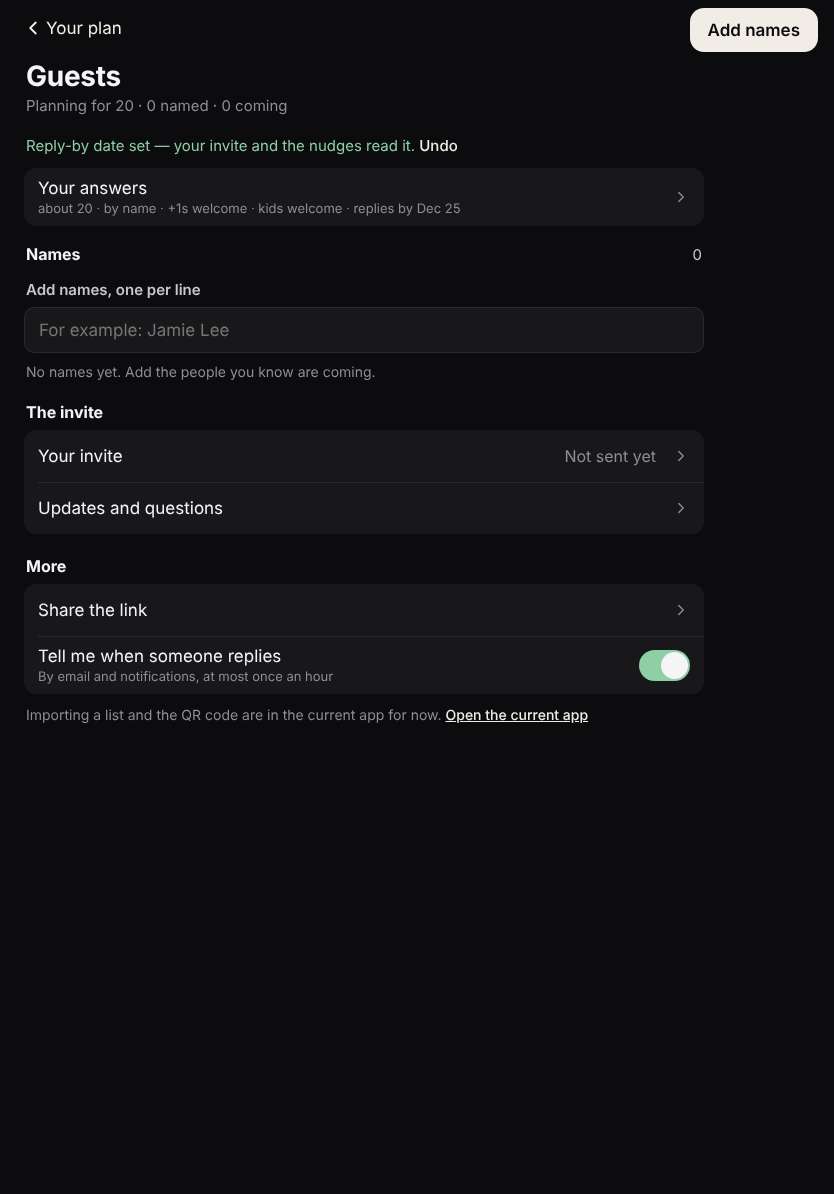 Your plan
Add names
Guests
Planning for 20 · 0 named · 0 coming
Reply-by date set — your invite and the nudges read it. Undo
Your answers
about 20 · by name · +1s welcome · kids welcome · replies by Dec 25
Names 0
Add names, one per line
For example: Jamie Lee
No names yet. Add the people you know are coming.
The invite
Your invite Not sent yet
Updates and questions
More
Share the link
Tell me when someone replies
By email and notifications, at most once an hour
Importing a list and the QR code are in the current app for now. Open the current app